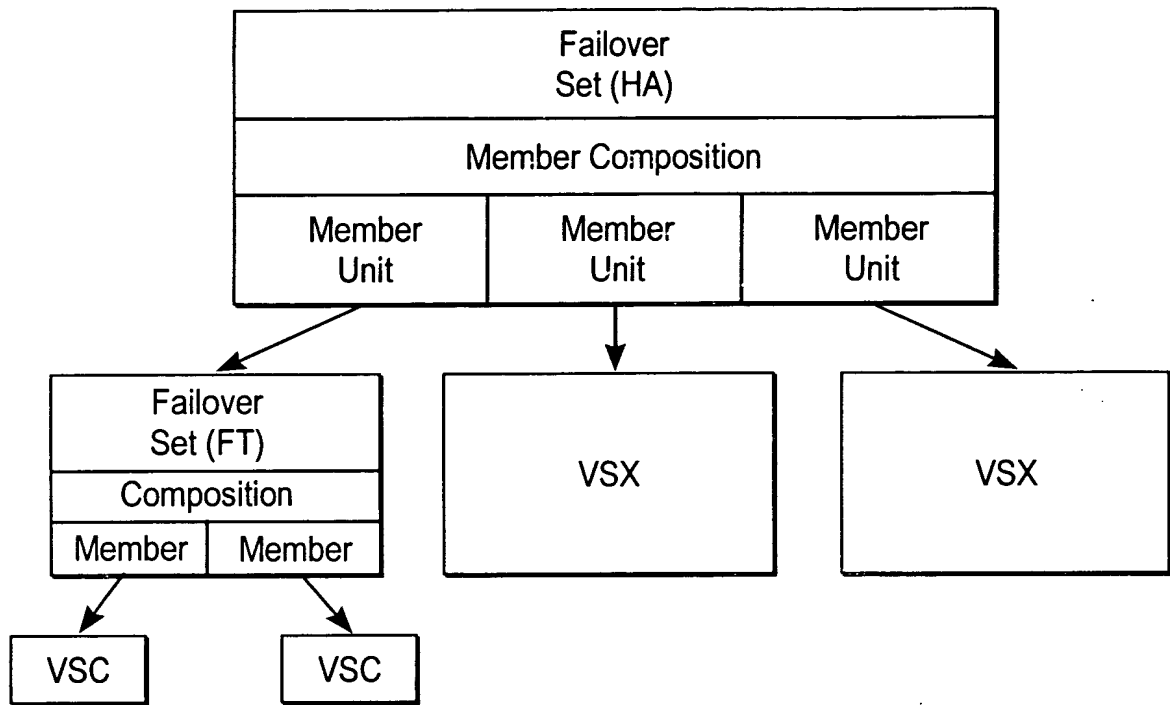 Failover
Set (HA)
Member Composition
Member
Unit
Member
Unit
Member
Unit
Failover
Set (FT)
Composition
Member
Member
VSX
VSX
VSC
VSC